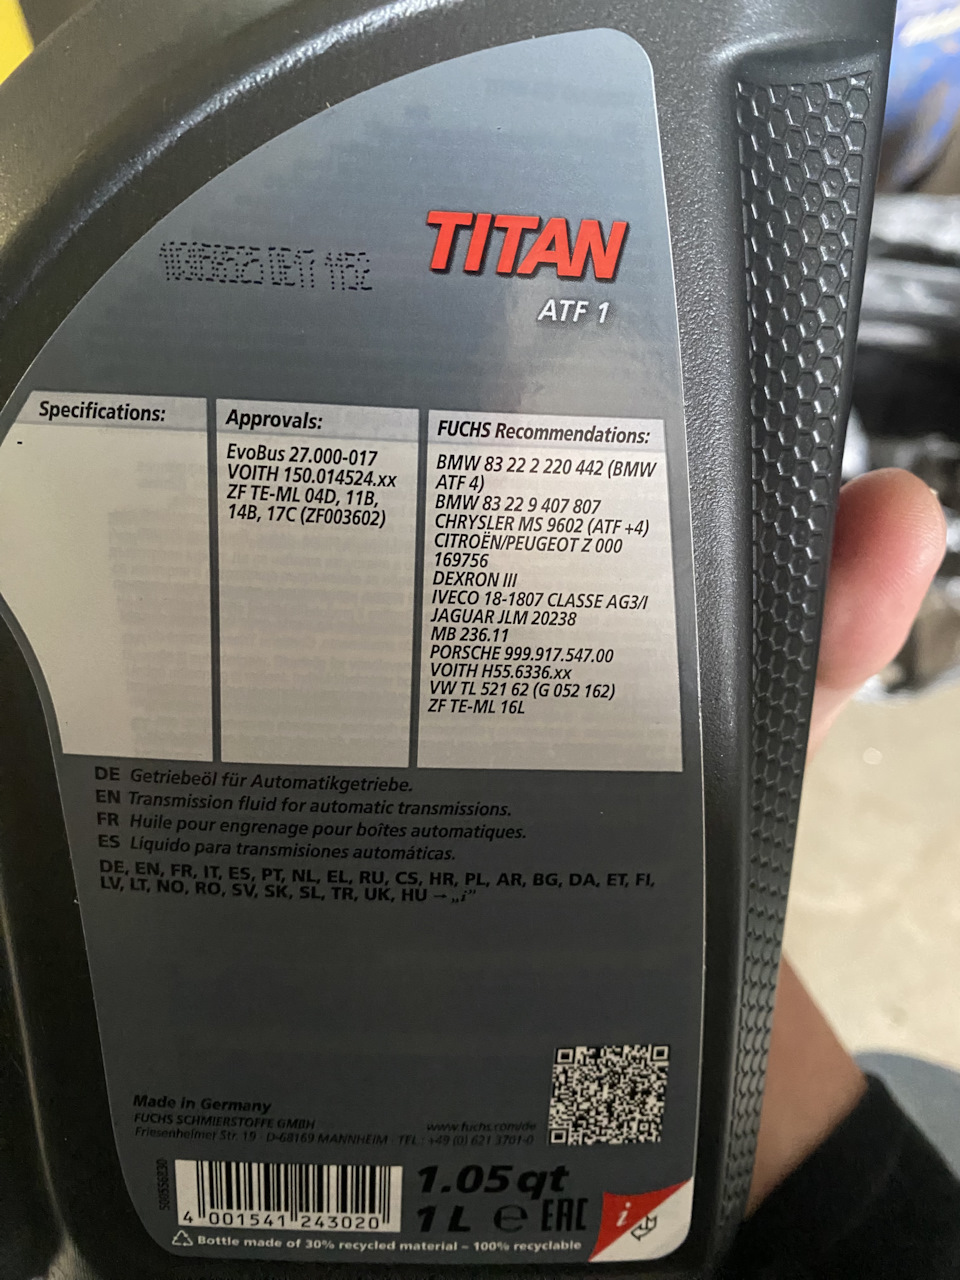 TITAN
ATF 1
Specifications:
-
Approvals:
EvoBus 27.000-017
VOITH 150.014524.xx
ZF TE-ML 04D, 11B,
14B, 17C (ZF003602)
FUCHS Recommendations:
BMW 83 22 2 220 442 (BMW
ATF 4)
BMW 83 22 9 407 807
CHRYSLER MS 9602 (ATF +4)
CITROËN/PEUGEOT Z 000
169756
DEXRON III
IVECO 18-1807 CLASSE AG3/I
JAGUAR JLM 20238
MB 236.11
PORSCHE 999.917.547.00
VOITH H55.6336.xx
VW TL 521 62 (G 052 162)
ZF TE-ML 16L
DE Getriebeöl für Automatikgetriebe.
EN Transmission fluid for automatic transmissions.
FR Huile pour engrenage pour boîtes automatiques.
ES Líquido para transmisiones automáticas.
DE, EN, FR, IT, ES, PT, NL, EL, RU, CS, HR, PL, AR, BG, DA, ET, FI,
LV, LT, NO, RO, SV, SK, SL, TR, UK, HU → „i”
Made in Germany
FUCHS SCHMIERSTOFFE GMBH
Friesenheimer Str. 19 · D-68169 MANNHEIM · TEL.: +49 (0) 621 3701-0
www.fuchs.com/de
4 001541 243020
1.05 qt
1 L e EAC
i
Bottle made of 30% recycled material – 100% recyclable